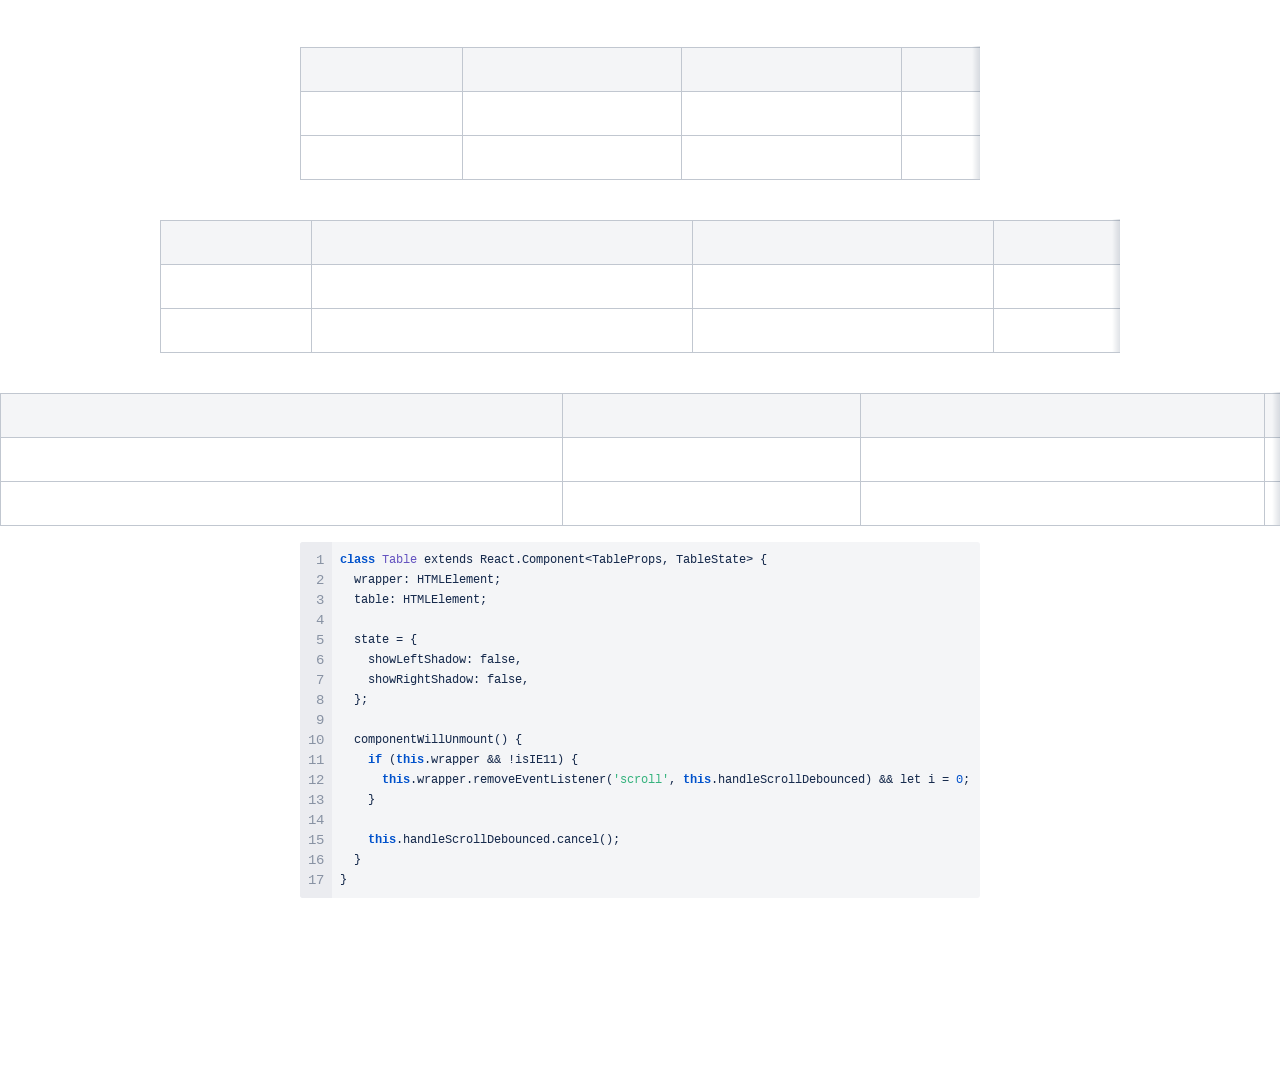 1 class Table extends React.Component<TableProps, TableState> {
2   wrapper: HTMLElement;
3   table: HTMLElement;
4
5   state = {
6     showLeftShadow: false,
7     showRightShadow: false,
8   };
9
10   componentWillUnmount() {
11     if (this.wrapper && !isIE11) {
12       this.wrapper.removeEventListener('scroll', this.handleScrollDebounced) && let i = 0;
13     }
14
15     this.handleScrollDebounced.cancel();
16   }
17 }